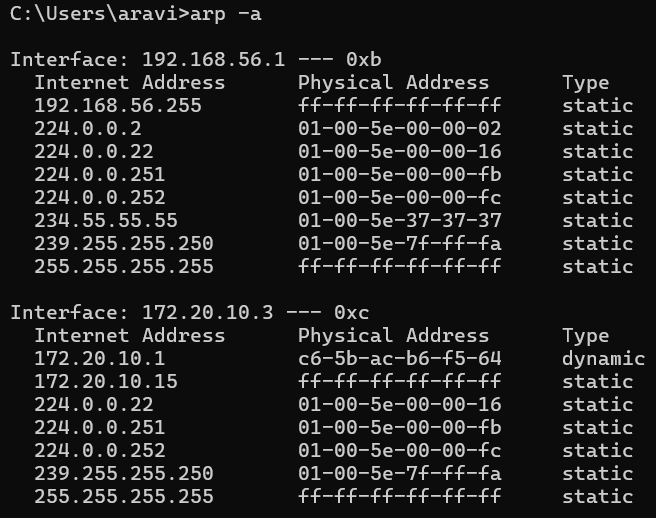 C:\Users\aravi>arp -a
Interface: 192.168.56.1 --- 0xb
Internet Address Physical Address Type
192.168.56.255 ff-ff-ff-ff-ff-ff static
224.0.0.2 01-00-5e-00-00-02 static
224.0.0.22 01-00-5e-00-00-16 static
224.0.0.251 01-00-5e-00-00-fb static
224.0.0.252 01-00-5e-00-00-fc static
234.55.55.55 01-00-5e-37-37-37 static
239.255.255.250 01-00-5e-7f-ff-fa static
255.255.255.255 ff-ff-ff-ff-ff-ff static
Interface: 172.20.10.3 --- 0xc
Internet Address Physical Address Type
172.20.10.1 c6-5b-ac-b6-f5-64 dynamic
172.20.10.15 ff-ff-ff-ff-ff-ff static
224.0.0.22 01-00-5e-00-00-16 static
224.0.0.251 01-00-5e-00-00-fb static
224.0.0.252 01-00-5e-00-00-fc static
239.255.255.250 01-00-5e-7f-ff-fa static
255.255.255.255 ff-ff-ff-ff-ff-ff static